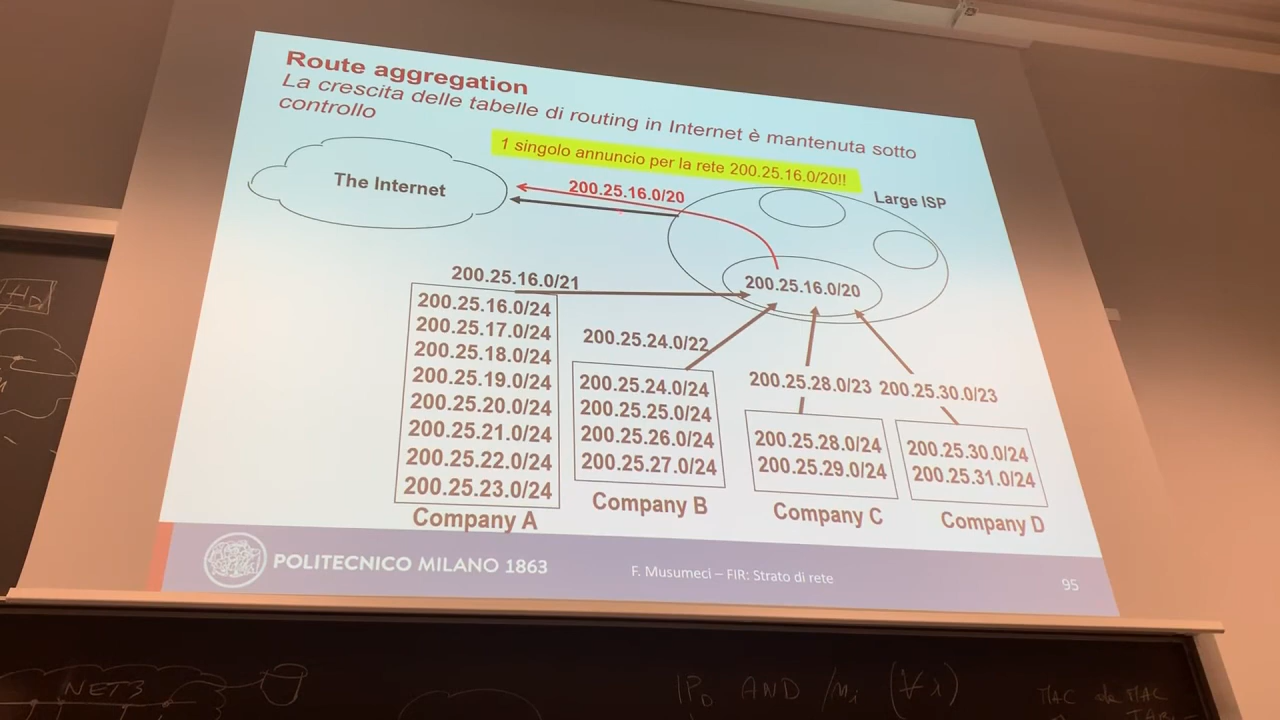 Route aggregation
La crescita delle tabelle di routing in Internet è mantenuta sotto
controllo
1 singolo annuncio per la rete 200.25.16.0/20!!
The Internet
200.25.16.0/20
Large ISP
200.25.16.0/20
200.25.16.0/21
200.25.16.0/24
200.25.17.0/24
200.25.18.0/24
200.25.19.0/24
200.25.20.0/24
200.25.21.0/24
200.25.22.0/24
200.25.23.0/24
Company A
200.25.24.0/22
200.25.24.0/24
200.25.25.0/24
200.25.26.0/24
200.25.27.0/24
Company B
200.25.28.0/23
200.25.28.0/24
200.25.29.0/24
Company C
200.25.30.0/23
200.25.30.0/24
200.25.31.0/24
Company D
POLITECNICO MILANO 1863
F. Musumeci – FIR: Strato di rete
95
NET3
AND